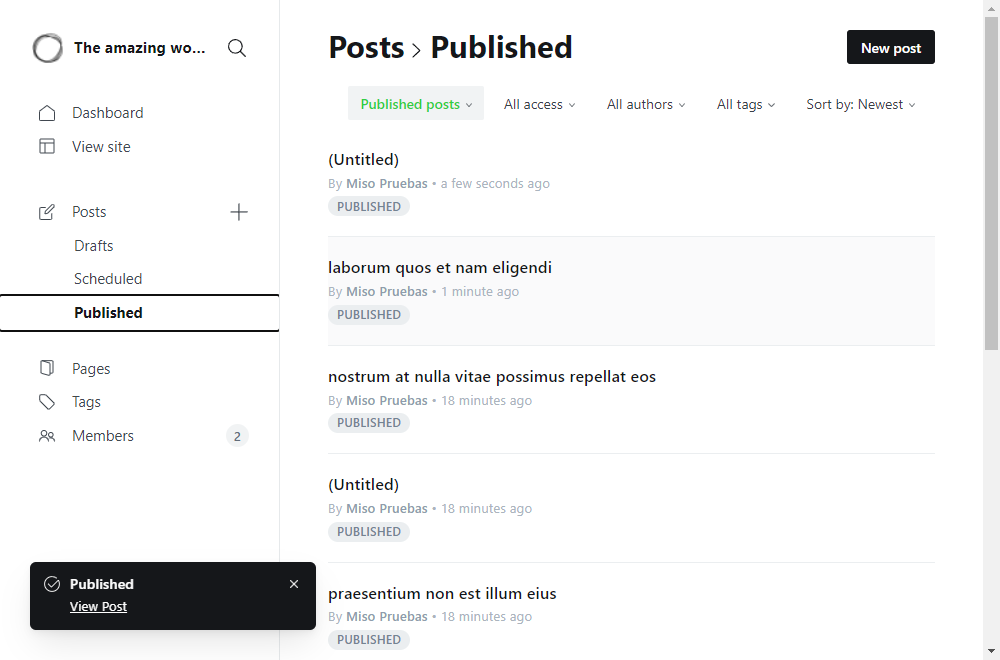 The amazing wo...
Dashboard
View site
Posts
Drafts
Scheduled
Published
Pages
Tags
Members 2
Published
View Post
Posts › Published
New post
Published posts All access All authors All tags Sort by: Newest
(Untitled)
By Miso Pruebas • a few seconds ago
PUBLISHED
laborum quos et nam eligendi
By Miso Pruebas • 1 minute ago
PUBLISHED
nostrum at nulla vitae possimus repellat eos
By Miso Pruebas • 18 minutes ago
PUBLISHED
(Untitled)
By Miso Pruebas • 18 minutes ago
PUBLISHED
praesentium non est illum eius
By Miso Pruebas • 18 minutes ago
PUBLISHED